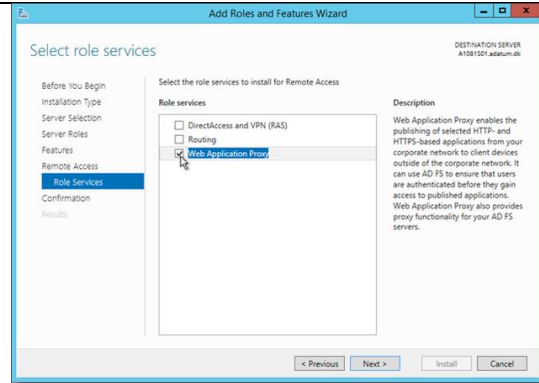 Add Roles and Features Wizard
Select role services
DESTINATION SERVER
A1081S01.adatum.dk
Before You Begin
Installation Type
Server Selection
Server Roles
Features
Remote Access
Role Services
Confirmation
Results
Select the role services to install for Remote Access
Role services
DirectAccess and VPN (RAS)
Routing
Web Application Proxy
Description
Web Application Proxy enables the
publishing of selected HTTP- and
HTTPS-based applications from your
corporate network to client devices
outside of the corporate network. It
can use AD FS to ensure that users
are authenticated before they gain
access to published applications.
Web Application Proxy also provides
proxy functionality for your AD FS
servers.
< Previous
Next >
Install
Cancel